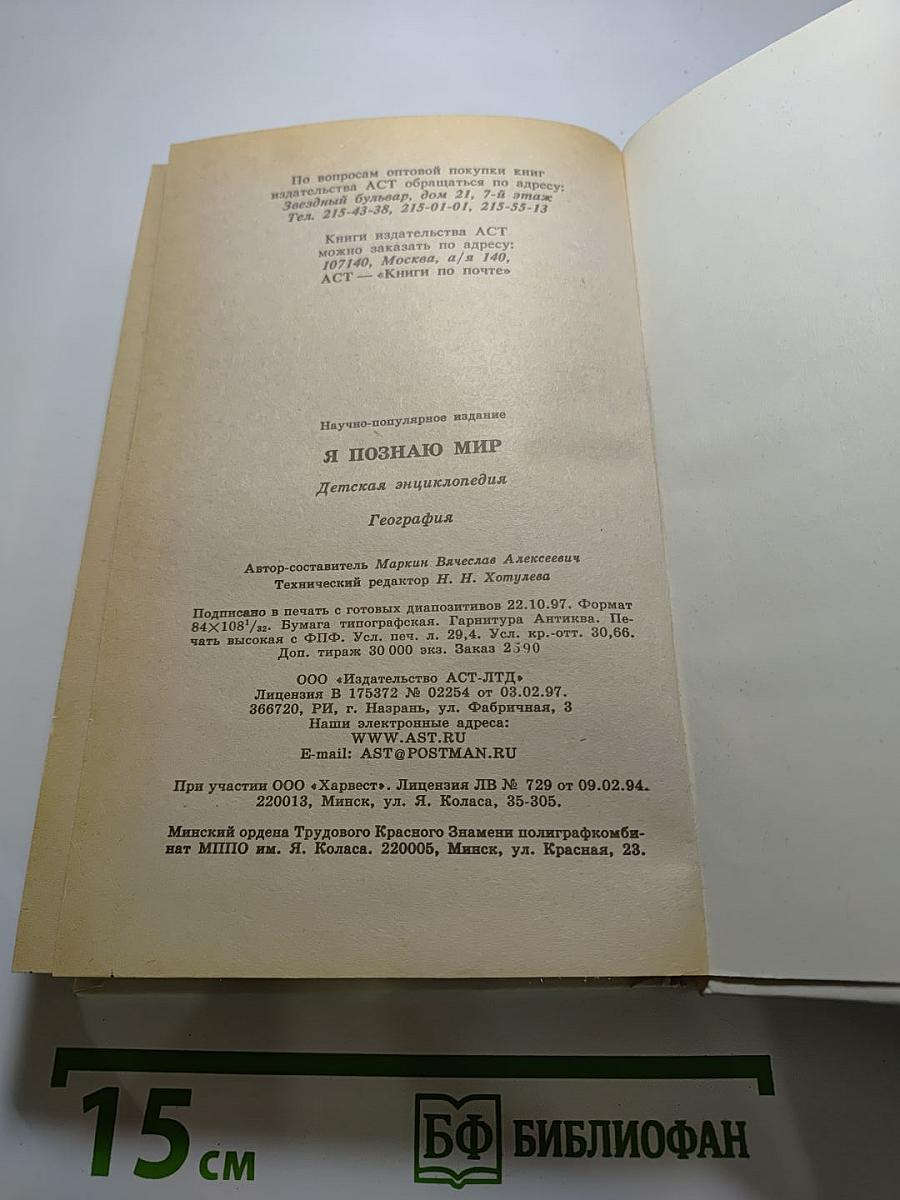 По вопросам оптовой покупки книг
издательства АСТ обращаться по адресу:
Звездный бульвар, дом 21, 7-й этаж
Тел. 215-43-38, 215-01-01, 215-55-13
Книги издательства АСТ
можно заказать по адресу:
107140, Москва, а/я 140,
АСТ — «Книги по почте»
Научно-популярное издание
Я ПОЗНАЮ МИР
Детская энциклопедия
География
Автор-составитель Маркин Вячеслав Алексеевич
Технический редактор Н. Н. Хотулева
Подписано в печать с готовых диапозитивов 22.10.97. Формат
84×108¹/₃₂. Бумага типографская. Гарнитура Антиква. Пе-
чать высокая с ФПФ. Усл. печ. л. 29,4. Усл. кр.-отт. 30,66.
Доп. тираж 30 000 экз. Заказ 2590
ООО «Издательство АСТ-ЛТД»
Лицензия В 175372 № 02254 от 03.02.97.
366720, РИ, г. Назрань, ул. Фабричная, 3
Наши электронные адреса:
WWW.AST.RU
E-mail: AST@POSTMAN.RU
При участии ООО «Харвест». Лицензия ЛВ № 729 от 09.02.94.
220013, Минск, ул. Я. Коласа, 35-305.
Минский ордена Трудового Красного Знамени полиграфкомби-
нат МППО им. Я. Коласа. 220005, Минск, ул. Красная, 23.
15 см
БФ БИБЛИОФАН